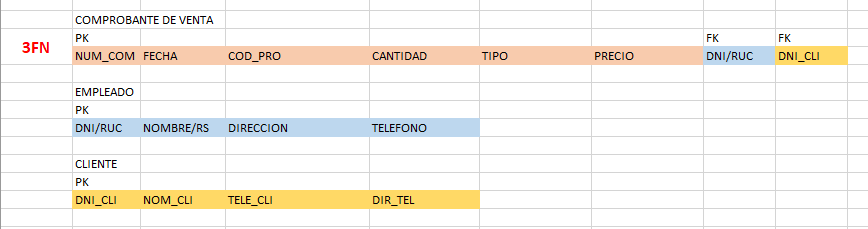 COMPROBANTE DE VENTA
3FN
PK FK FK
NUM_COM FECHA COD_PRO CANTIDAD TIPO PRECIO DNI/RUC DNI_CLI
EMPLEADO
PK
DNI/RUC NOMBRE/RS DIRECCION TELEFONO
CLIENTE
PK
DNI_CLI NOM_CLI TELE_CLI DIR_TEL